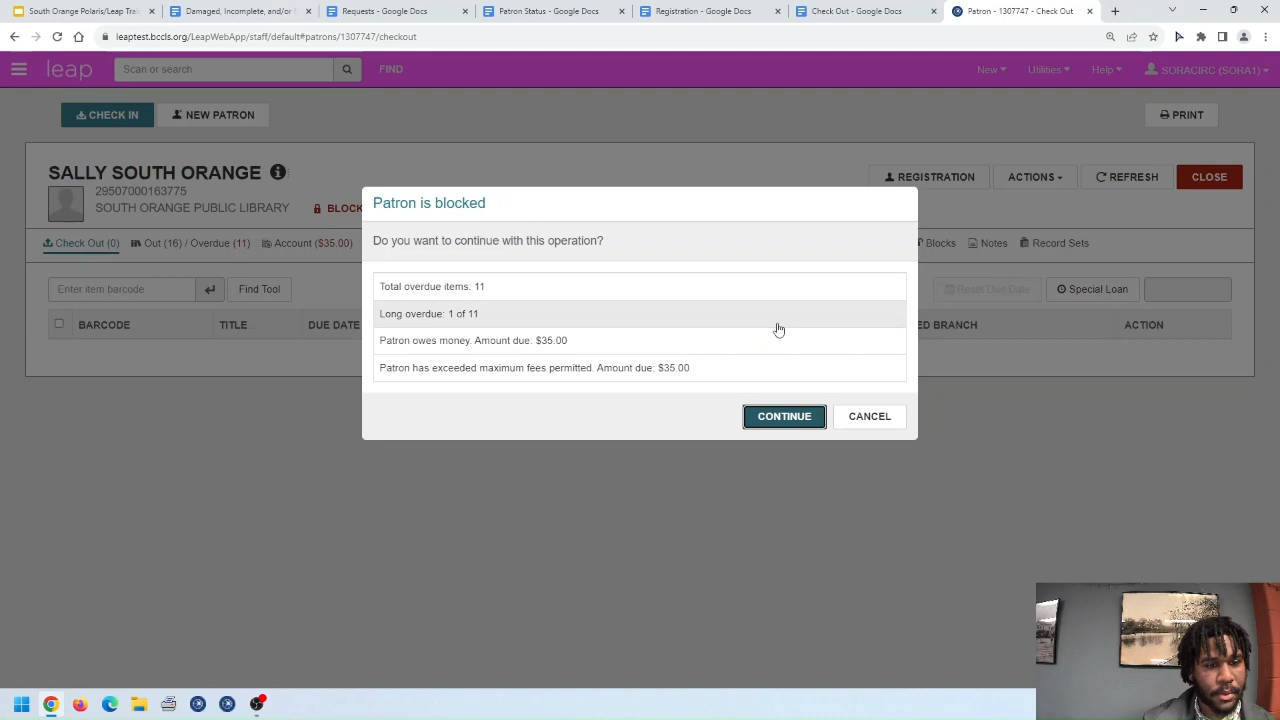 South Orange Polaris/Leap Tra
Damaged, Incomplete, and/or
Requests - Google Docs
Patron Status - Google Docs
Registration - Google Docs
Check Out - Google Docs
Patron - 1307747 - Check Out
leaptest.bccls.org/LeapWebApp/staff/default#patrons/1307747/checkout
leap
Scan or search
FIND
New
Utilities
Help
SORACIRC (SORA1)
CHECK IN
NEW PATRON
PRINT
SALLY SOUTH ORANGE
29507000163775
SOUTH ORANGE PUBLIC LIBRARY
BLOCK
REGISTRATION
ACTIONS
REFRESH
CLOSE
Check Out (0)
Out (16) / Overdue (11)
Account ($35.00)
Blocks
Notes
Record Sets
Enter item barcode
Find Tool
Reset Due Date
Special Loan
BARCODE
TITLE
DUE DATE
ED BRANCH
ACTION
Patron is blocked
Do you want to continue with this operation?
Total overdue items: 11
Long overdue: 1 of 11
Patron owes money. Amount due: $35.00
Patron has exceeded maximum fees permitted. Amount due: $35.00
CONTINUE
CANCEL